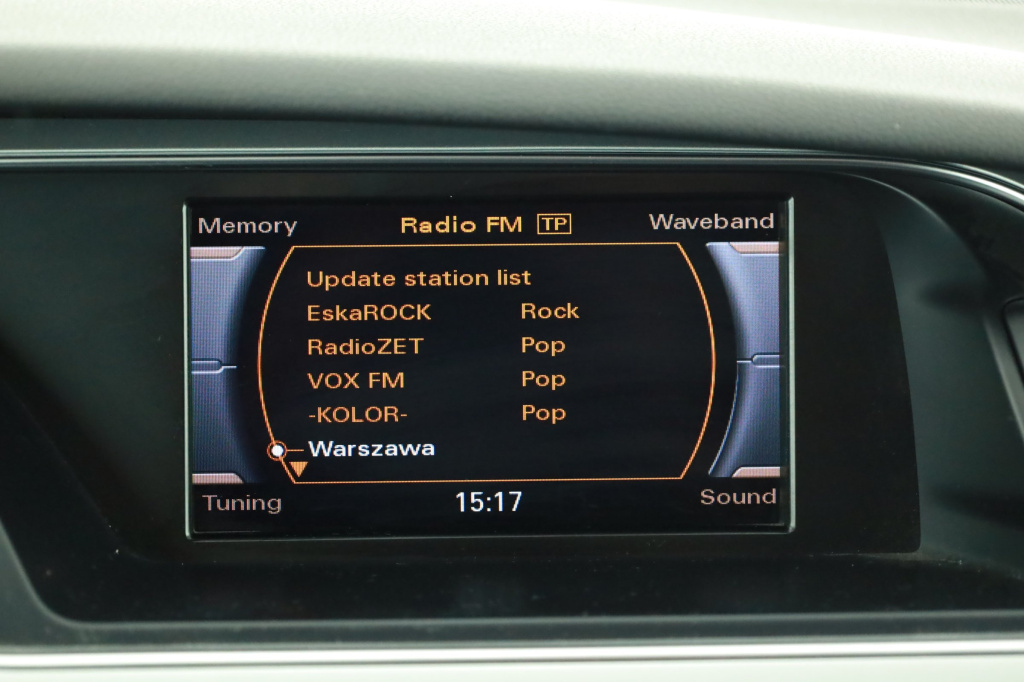 Memory Radio FM TP Waveband
Update station list
EskaROCK Rock
RadioZET Pop
VOX FM Pop
-KOLOR- Pop
Warszawa
Tuning 15:17 Sound